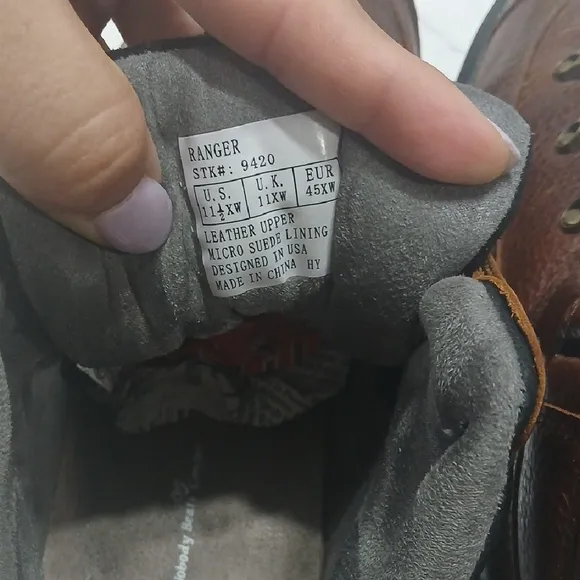 RANGER
STK#: 9420
U.S. U.K. EUR
11½XW 11XW 45XW
LEATHER UPPER
MICRO SUEDE LINING
DESIGNED IN USA
MADE IN CHINA HY